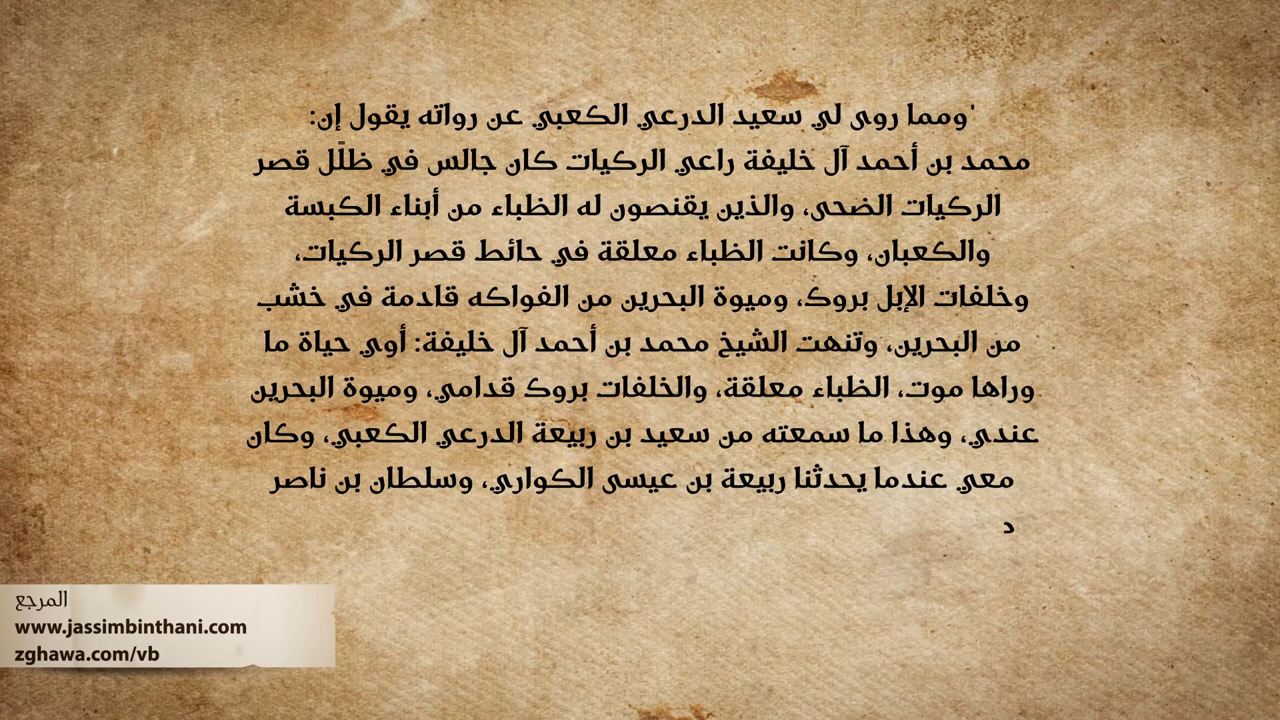 'ومما روى لي سعيد الدرعي الكعبي عن رواته يقول إن:
محمد بن أحمد آل خليفة راعي الركيات كان جالس في ظلّل قصر
الركيات الضحى، والذين يقنصون له الظباء من أبناء الكبسة
والكعبان، وكانت الظباء معلقة في حائط قصر الركيات،
وخلفات الإبل بروك، وميوة البحرين من الفواكه قادمة في خشب
من البحرين، وتنهت الشيخ محمد بن أحمد آل خليفة: أوي حياة ما
وراها موت، الظباء معلقة، والخلفات بروك قدامي، وميوة البحرين
عندي، وهذا ما سمعته من سعيد بن ربيعة الدرعي الكعبي، وكان
معي عندما يحدثنا ربيعة بن عيسى الكواري، وسلطان بن ناصر
د
المرجع
www.jassimbinthani.com
zghawa.com/vb